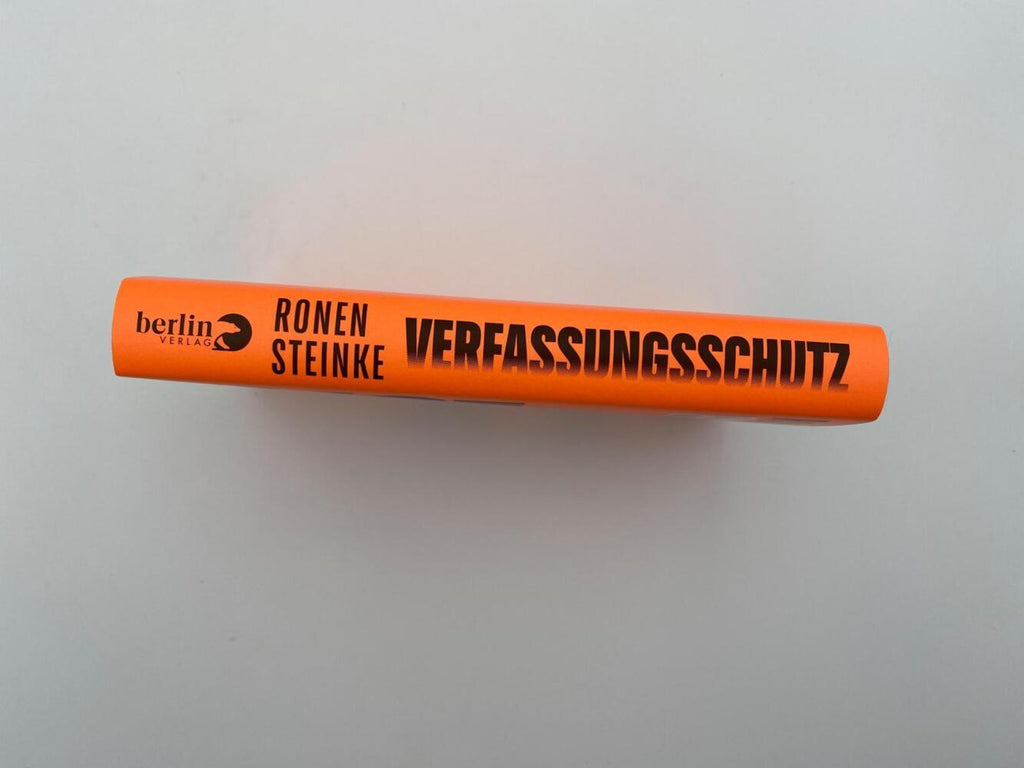 berlin
VERLAG
RONEN
STEINKE
VERFASSUNGSSCHUTZ